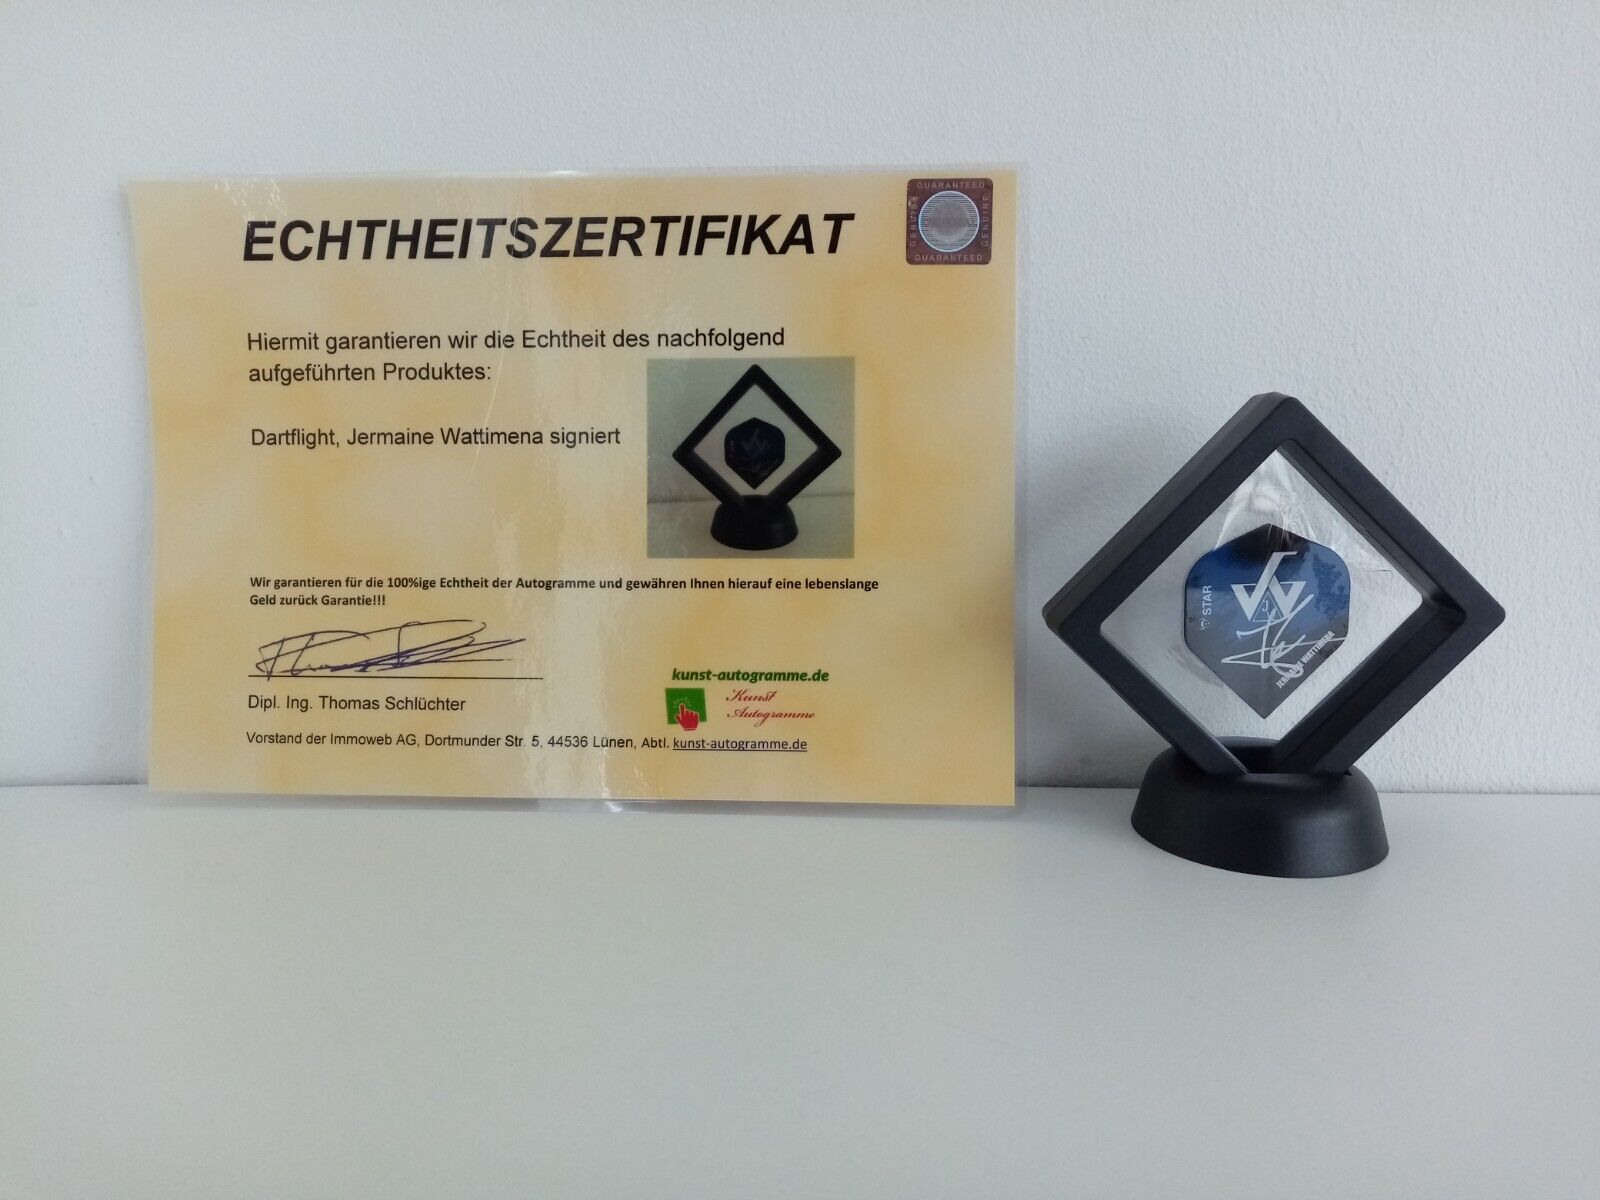 ECHTHEITSZERTIFIKAT
GUARANTEED
GENUINE
GENUINE
GUARANTEED
Hiermit garantieren wir die Echtheit des nachfolgend
aufgeführten Produktes:
Dartflight, Jermaine Wattimena signiert
Wir garantieren für die 100%ige Echtheit der Autogramme und gewähren Ihnen hierauf eine lebenslange
Geld zurück Garantie!!!
Dipl. Ing. Thomas Schlüchter
kunst-autogramme.de
Kunst
Autogramme
Vorstand der Immoweb AG, Dortmunder Str. 5, 44536 Lünen, Abtl. kunst-autogramme.de
STAR
JERMAINE WATTIMENA